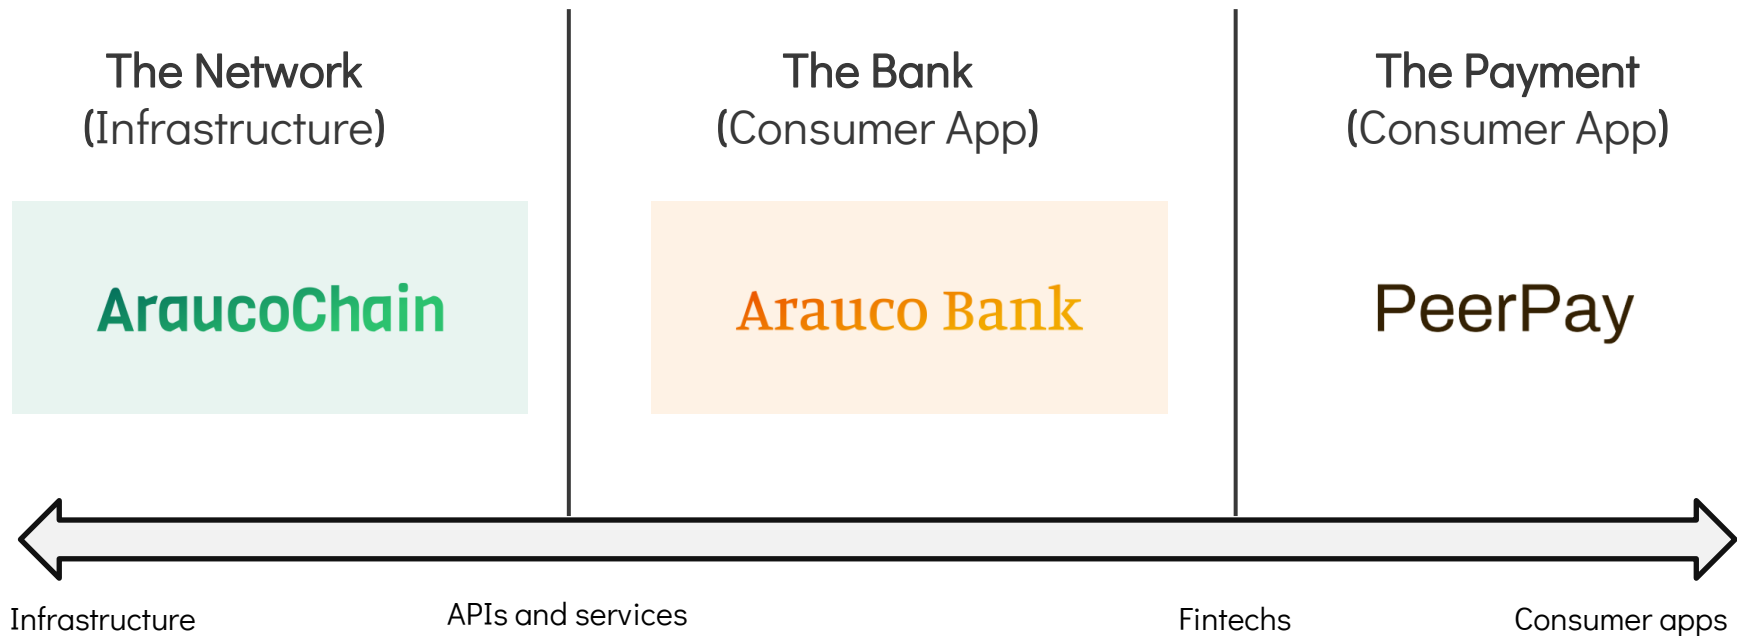 The Network
(Infrastructure)
The Bank
(Consumer App)
The Payment
(Consumer App)
AraucoChain
Arauco Bank
PeerPay
Infrastructure
APIs and services
Fintechs
Consumer apps